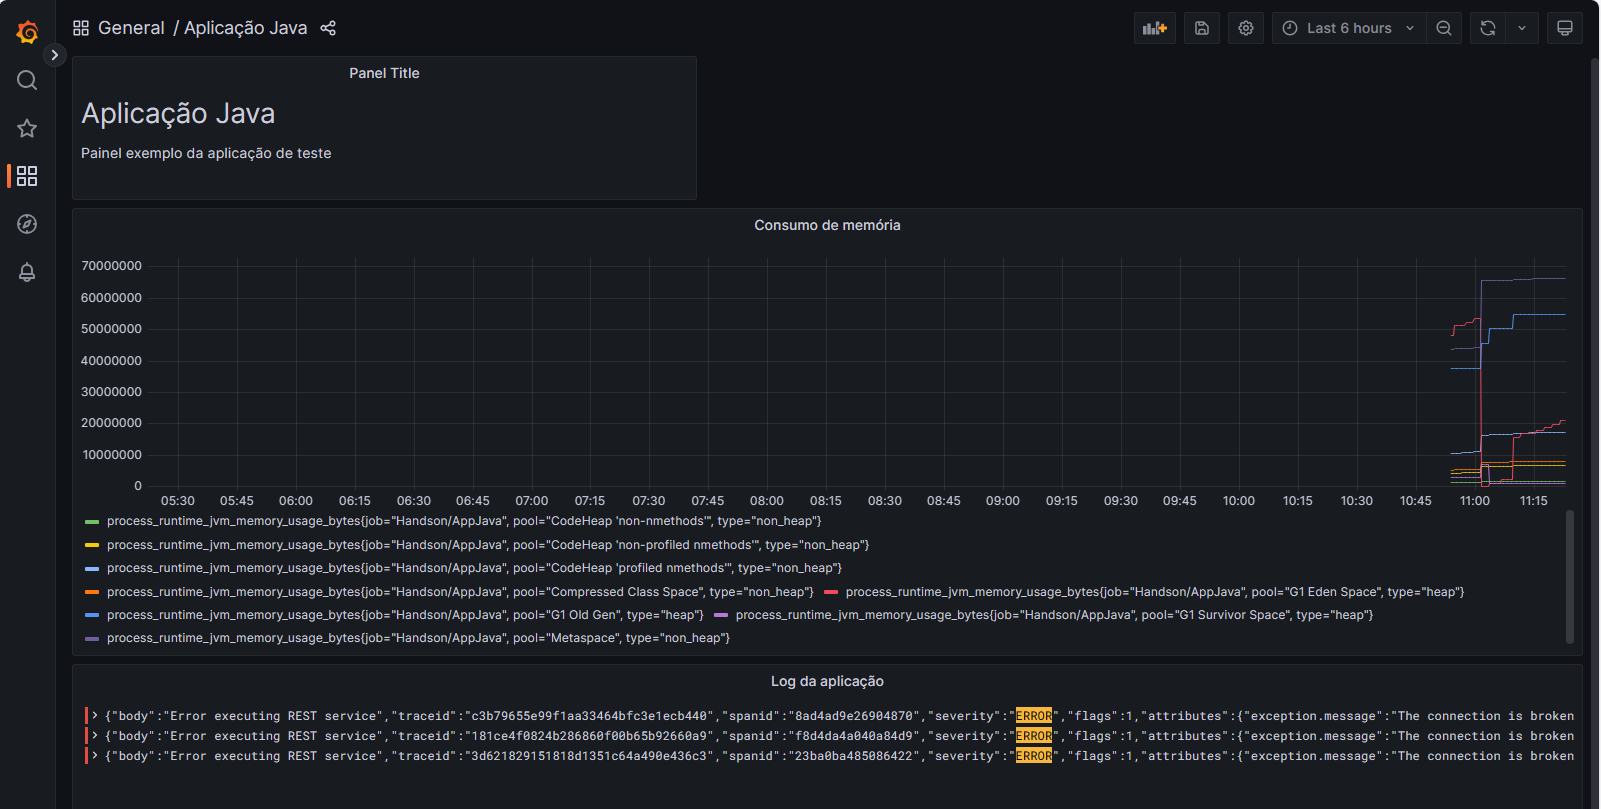 General / Aplicação Java
Last 6 hours
Panel Title
Aplicação Java
Painel exemplo da aplicação de teste
Consumo de memória
70000000
60000000
50000000
40000000
30000000
20000000
10000000
0
05:30 05:45 06:00 06:15 06:30 06:45 07:00 07:15 07:30 07:45 08:00 08:15 08:30 08:45 09:00 09:15 09:30 09:45 10:00 10:15 10:30 10:45 11:00 11:15
process_runtime_jvm_memory_usage_bytes{job="Handson/AppJava", pool="CodeHeap 'non-nmethods'", type="non_heap"}
process_runtime_jvm_memory_usage_bytes{job="Handson/AppJava", pool="CodeHeap 'non-profiled nmethods'", type="non_heap"}
process_runtime_jvm_memory_usage_bytes{job="Handson/AppJava", pool="CodeHeap 'profiled nmethods'", type="non_heap"}
process_runtime_jvm_memory_usage_bytes{job="Handson/AppJava", pool="Compressed Class Space", type="non_heap"} process_runtime_jvm_memory_usage_bytes{job="Handson/AppJava", pool="G1 Eden Space", type="heap"}
process_runtime_jvm_memory_usage_bytes{job="Handson/AppJava", pool="G1 Old Gen", type="heap"} process_runtime_jvm_memory_usage_bytes{job="Handson/AppJava", pool="G1 Survivor Space", type="heap"}
process_runtime_jvm_memory_usage_bytes{job="Handson/AppJava", pool="Metaspace", type="non_heap"}
Log da aplicação
{"body":"Error executing REST service","traceid":"c3b79655e99f1aa33464bfc3e1ecb440","spanid":"8ad4ad9e26904870","severity":"ERROR","flags":1,"attributes":{"exception.message":"The connection is broken
{"body":"Error executing REST service","traceid":"181ce4f0824b286860f00b65b92660a9","spanid":"f8d4da4a040a84d9","severity":"ERROR","flags":1,"attributes":{"exception.message":"The connection is broken
{"body":"Error executing REST service","traceid":"3d621829151818d1351c64a490e436c3","spanid":"23ba0ba485086422","severity":"ERROR","flags":1,"attributes":{"exception.message":"The connection is broken